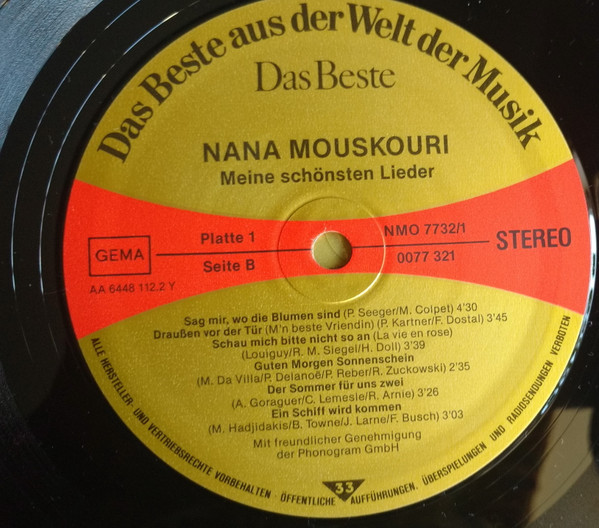 Das Beste aus der Welt der Musik
Das Beste
NANA MOUSKOURI
Meine schönsten Lieder
GEMA
Platte 1
NMO 7732/1
STEREO
Seite B
0077 321
AA 6448 112.2 Y
Sag mir, wo die Blumen sind (P. Seeger/M. Colpet) 4'30
Draußen vor der Tür (M'n beste Vriendin) (P. Kartner/F. Dostal) 3'45
Schau mich bitte nicht so an (La vie en rose)
(Louiguy/R. M. Siegel/H. Doll) 3'39
Guten Morgen Sonnenschein
(M. Da Villa/P. Delanoë/P. Reber/R. Zuckowski) 2'35
Der Sommer für uns zwei
(A. Goraguer/C. Lemesle/R. Arnie) 3'26
Ein Schiff wird kommen
(M. Hadjidakis/B. Towne/J. Larne/F. Busch) 3'03
Mit freundlicher Genehmigung
der Phonogram GmbH
33
ALLE HERSTELLER- UND VERTRIEBSRECHTE VORBEHALTEN · ÖFFENTLICHE AUFFÜHRUNGEN, ÜBERSPIELUNGEN UND RADIOSENDUNGEN VERBOTEN